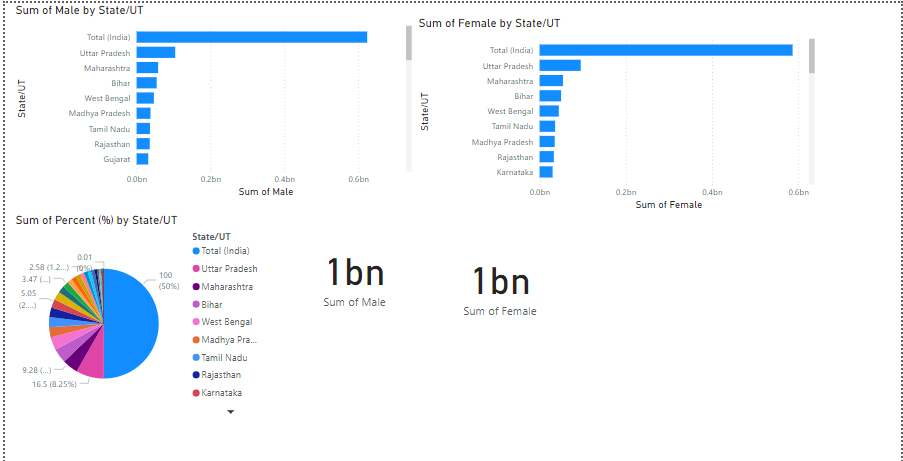 Sum of Male by State/UT
State/UT
Total (India)
Uttar Pradesh
Maharashtra
Bihar
West Bengal
Madhya Pradesh
Tamil Nadu
Rajasthan
Gujarat
0.0bn 0.2bn 0.4bn 0.6bn
Sum of Male
Sum of Female by State/UT
State/UT
Total (India)
Uttar Pradesh
Maharashtra
Bihar
West Bengal
Tamil Nadu
Madhya Pradesh
Rajasthan
Karnataka
0.0bn 0.2bn 0.4bn 0.6bn
Sum of Female
Sum of Percent (%) by State/UT
0.01
(0%)
2.58 (1.2...)
3.47 (...)
5.05
(2....)
9.28 (...)
16.5 (8.25%)
100
(50%)
State/UT
Total (India)
Uttar Pradesh
Maharashtra
Bihar
West Bengal
Madhya Pra...
Tamil Nadu
Rajasthan
Karnataka
1bn
Sum of Male
1bn
Sum of Female